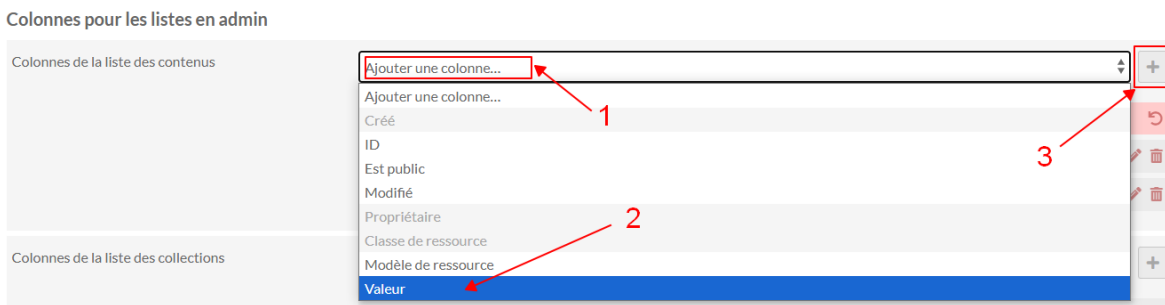 Colonnes pour les listes en admin
Colonnes de la liste des contenus
Ajouter une colonne...
Ajouter une colonne...
1
Créé
ID
3
Est public
Modifié
Propriétaire
2
Classe de ressource
Colonnes de la liste des collections
Modèle de ressource
Valeur